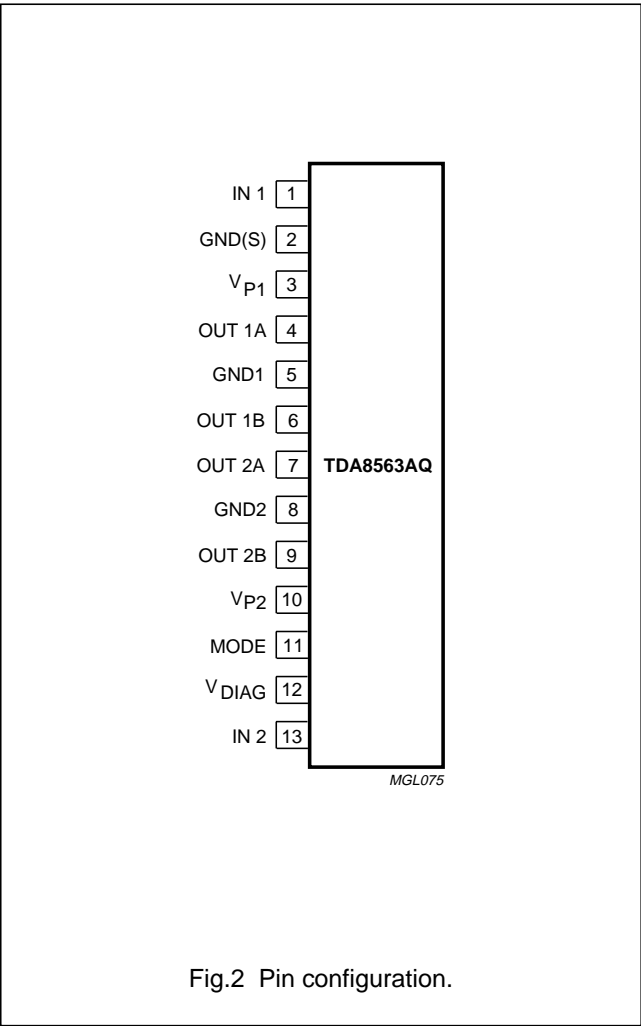 IN 1 1
GND(S) 2
VP1 3
OUT 1A 4
GND1 5
OUT 1B 6
OUT 2A 7 TDA8563AQ
GND2 8
OUT 2B 9
VP2 10
MODE 11
VDIAG 12
IN 2 13
MGL075
Fig.2 Pin configuration.